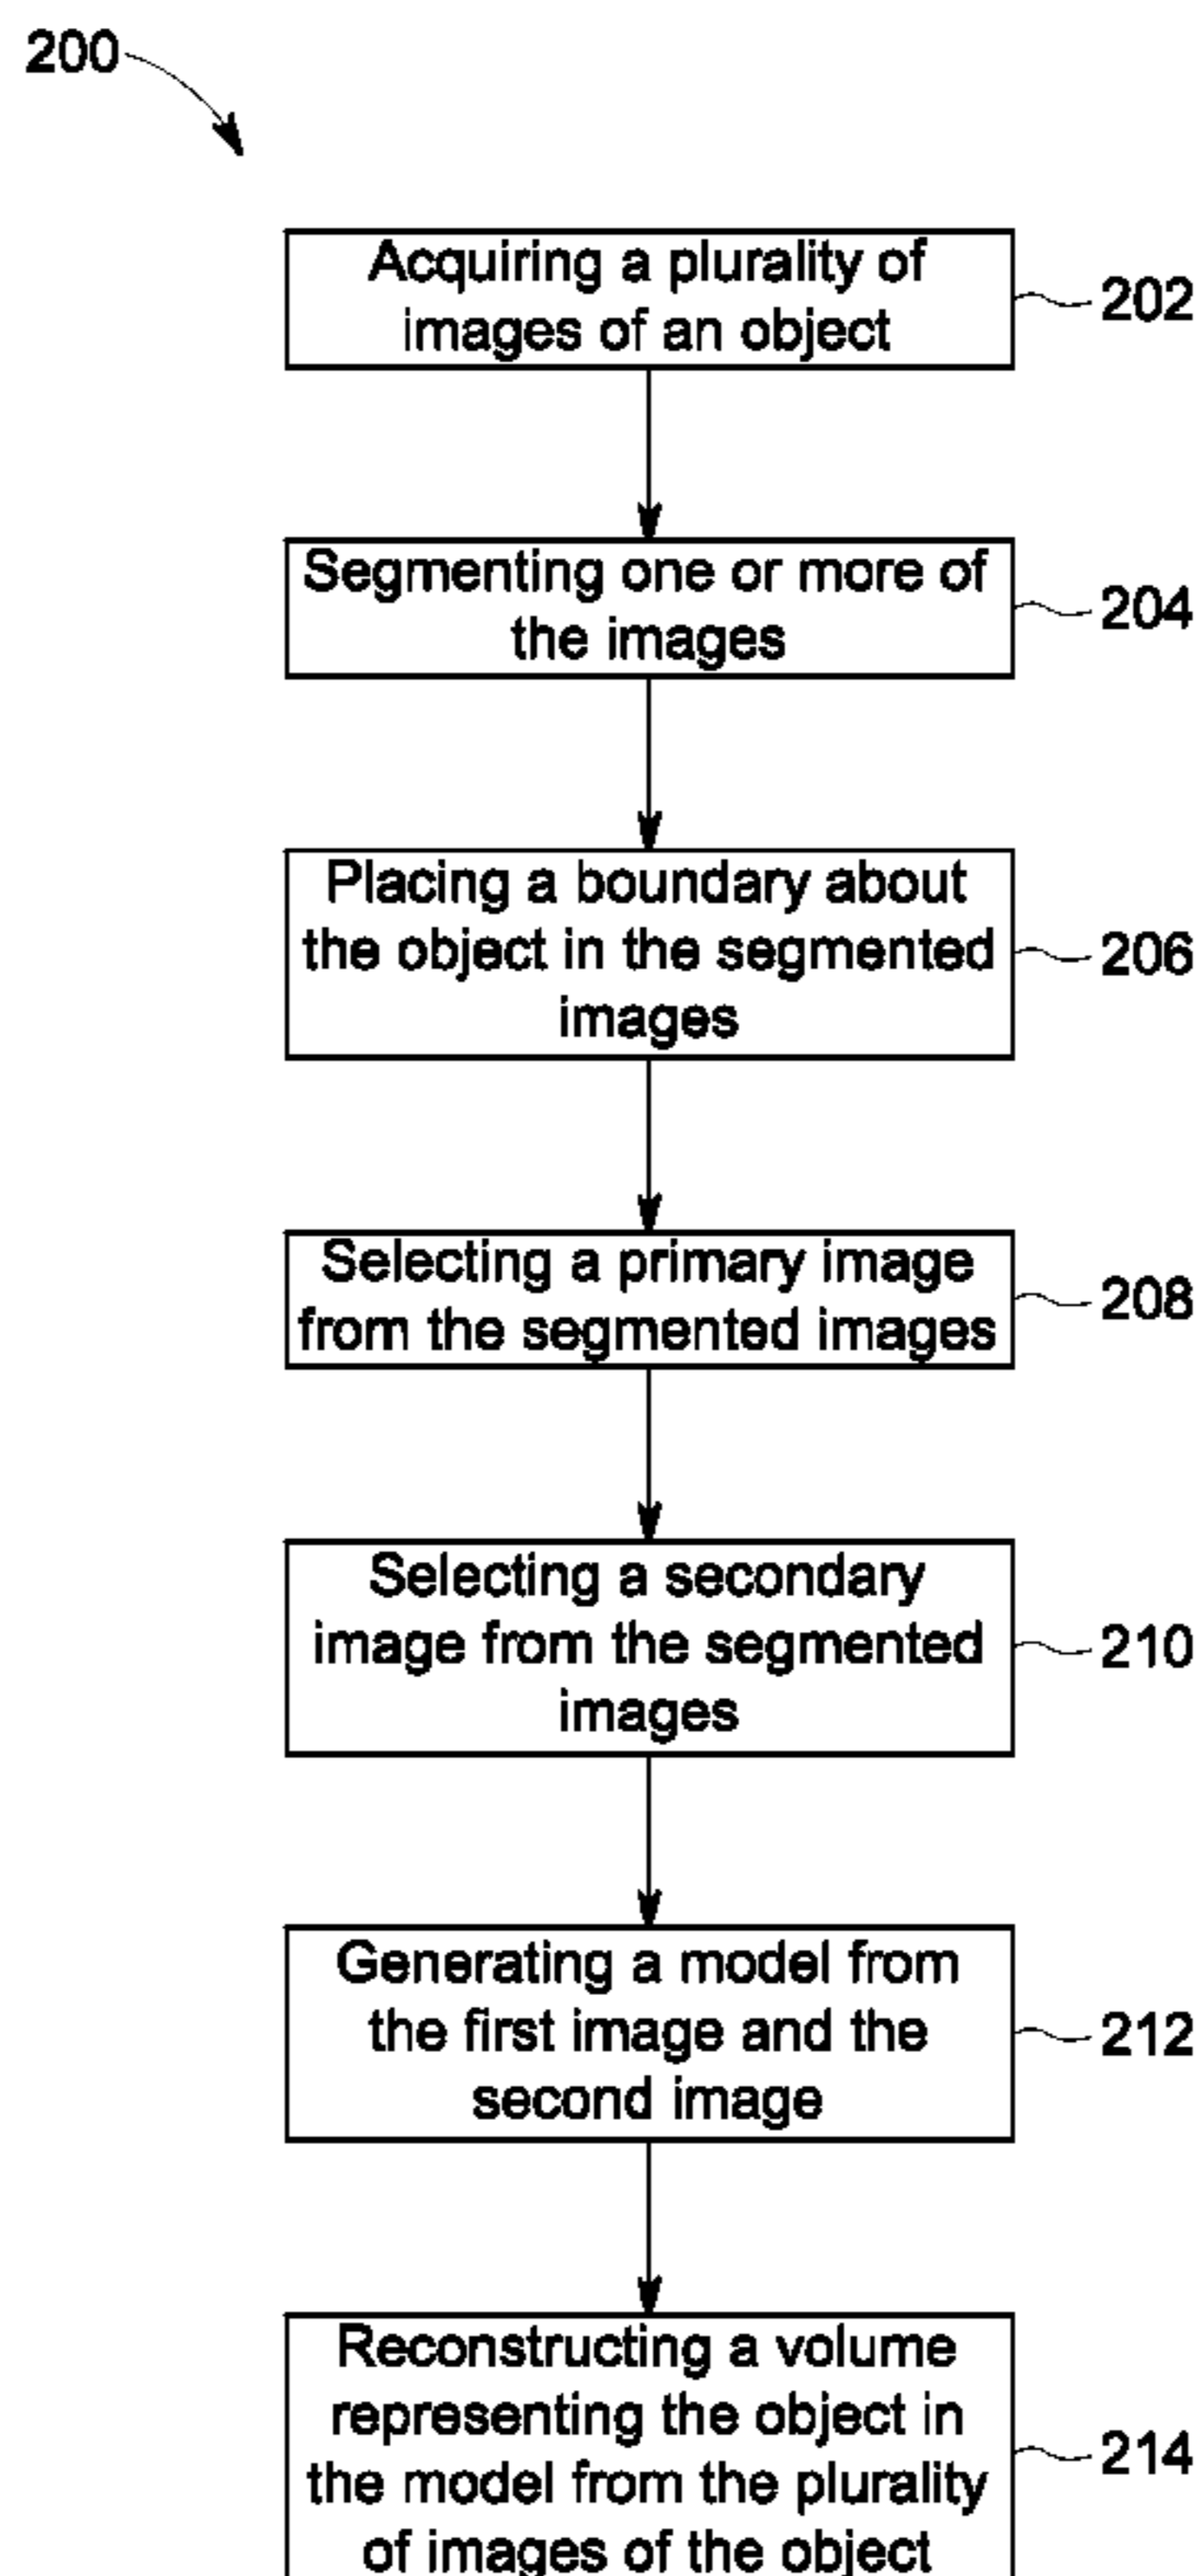 200
Acquiring a plurality of
images of an object
202
Segmenting one or more of
the images
204
Placing a boundary about
the object in the segmented
images
206
Selecting a primary image
from the segmented images
208
Selecting a secondary
image from the segmented
images
210
Generating a model from
the first image and the
second image
212
Reconstructing a volume
representing the object in
the model from the plurality
of images of the object
214